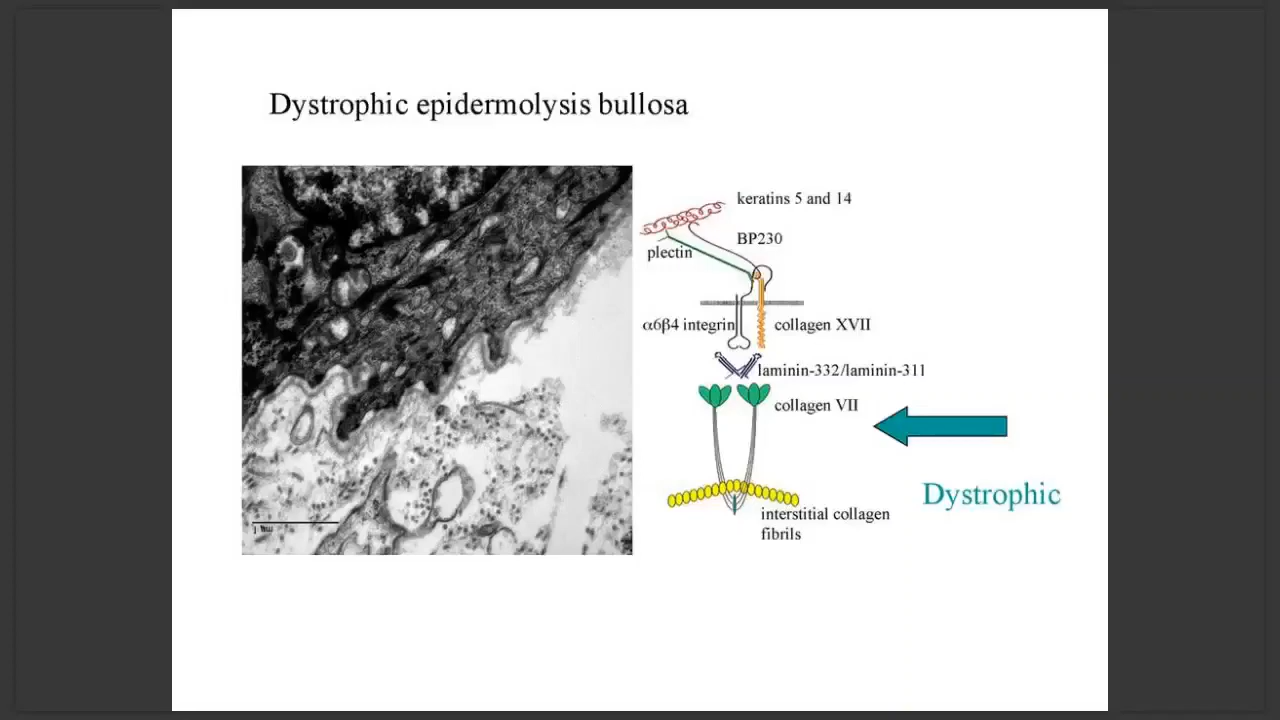 Dystrophic epidermolysis bullosa
keratins 5 and 14
BP230
plectin
α6β4 integrin
collagen XVII
laminin-332/laminin-311
collagen VII
Dystrophic
interstitial collagen
fibrils